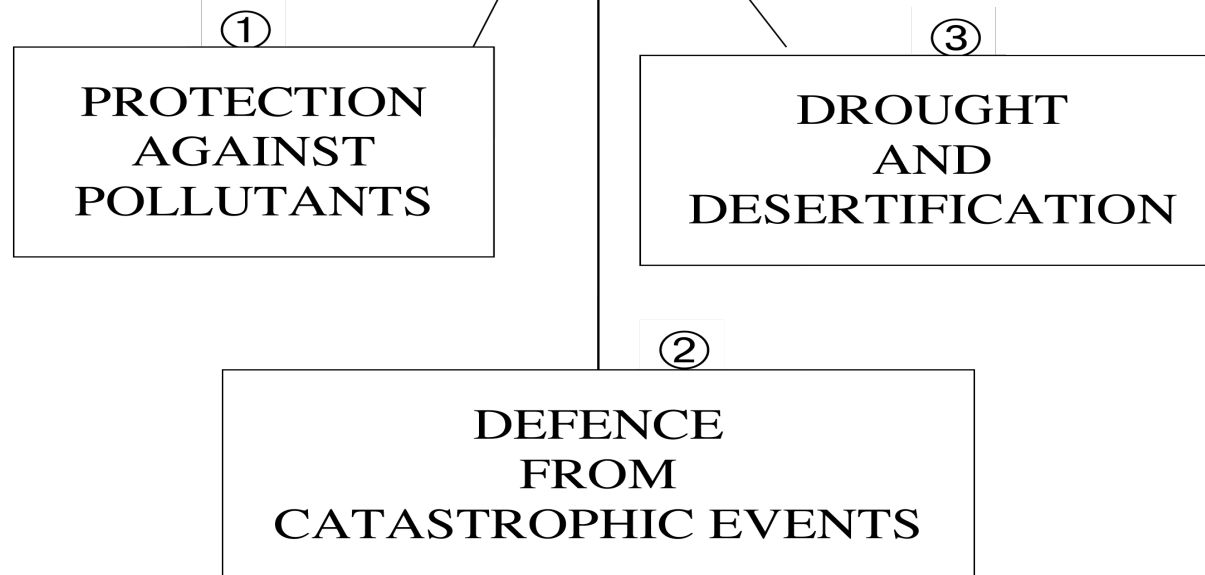 ①
PROTECTION
AGAINST
POLLUTANTS
③
DROUGHT
AND
DESERTIFICATION
②
DEFENCE
FROM
CATASTROPHIC EVENTS